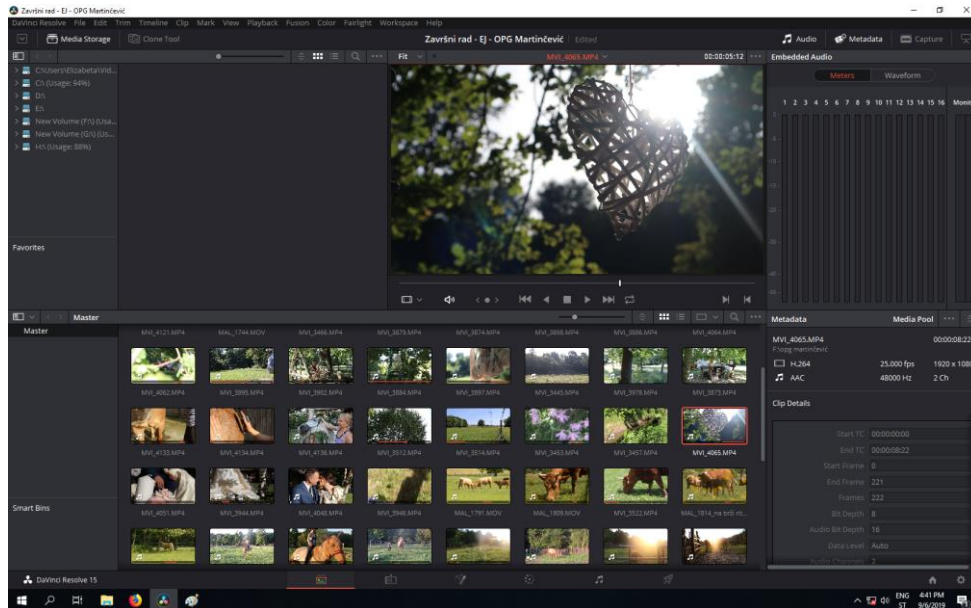 Završni rad - EJ - OPG Martinčević
DaVinci Resolve File Edit Trim Timeline Clip Mark View Playback Fusion Color Fairlight Workspace Help
Media Storage Clone Tool Završni rad - EJ - OPG Martinčević Edited Audio Metadata Capture
Fit MVI_4065.MP4 00:00:05:12 Embedded Audio
C:\Users\Elizabeta\Vid...
C:\ (Usage: 94%)
D:\
E:\
New Volume (F:\) (Usa...
New Volume (G:\) (Us...
H:\ (Usage: 88%)
Meters Waveform
1 2 3 4 5 6 7 8 9 10 11 12 13 14 15 16 Monit
Favorites
Master
Master
MVI_4121.MP4 MAL_1744.MOV MVI_3466.MP4 MVI_3879.MP4 MVI_3874.MP4 MVI_3898.MP4 MVI_3886.MP4 MVI_4064.MP4
MVI_4062.MP4 MVI_3895.MP4 MVI_3902.MP4 MVI_3884.MP4 MVI_3897.MP4 MVI_3445.MP4 MVI_3978.MP4 MVI_3873.MP4
MVI_4133.MP4 MVI_4134.MP4 MVI_4136.MP4 MVI_3512.MP4 MVI_3514.MP4 MVI_3453.MP4 MVI_3457.MP4 MVI_4065.MP4
MVI_4051.MP4 MVI_3944.MP4 MVI_4048.MP4 MVI_3946.MP4 MAL_1791.MOV MAL_1809.MOV MVI_3522.MP4 MAL_1814_na brži rit...
Smart Bins
Metadata Media Pool
MVI_4065.MP4 00:00:08:22
F:\opg martinčević
H.264 25.000 fps 1920 x 108
AAC 48000 Hz 2 Ch
Clip Details
Start TC 00:00:00:00
End TC 00:00:08:22
Start Frame 0
End Frame 221
Frames 222
Bit Depth 8
Audio Bit Depth 16
Data Level Auto
Audio Channels 2
DaVinci Resolve 15
ENG 4:41 PM
ST 9/6/2019